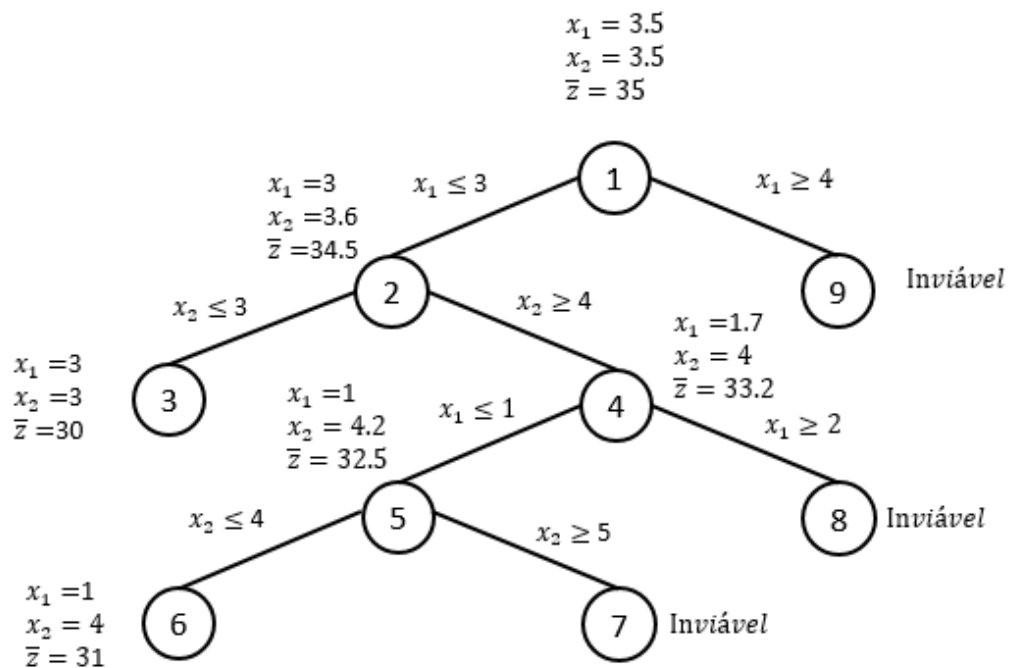 x₁ = 3.5
x₂ = 3.5
z̅ = 35
1
x₁ ≤ 3
x₁ ≥ 4
x₁ =3
x₂ =3.6
z̅ =34.5
2
9
Inviável
x₂ ≤ 3
x₂ ≥ 4
x₁ =3
x₂ =3
z̅ =30
3
x₁ =1.7
x₂ = 4
z̅ = 33.2
4
x₁ ≤ 1
x₁ ≥ 2
x₁ =1
x₂ = 4.2
z̅ = 32.5
5
8
Inviável
x₂ ≤ 4
x₂ ≥ 5
x₁ =1
x₂ = 4
z̅ = 31
6
7
Inviável